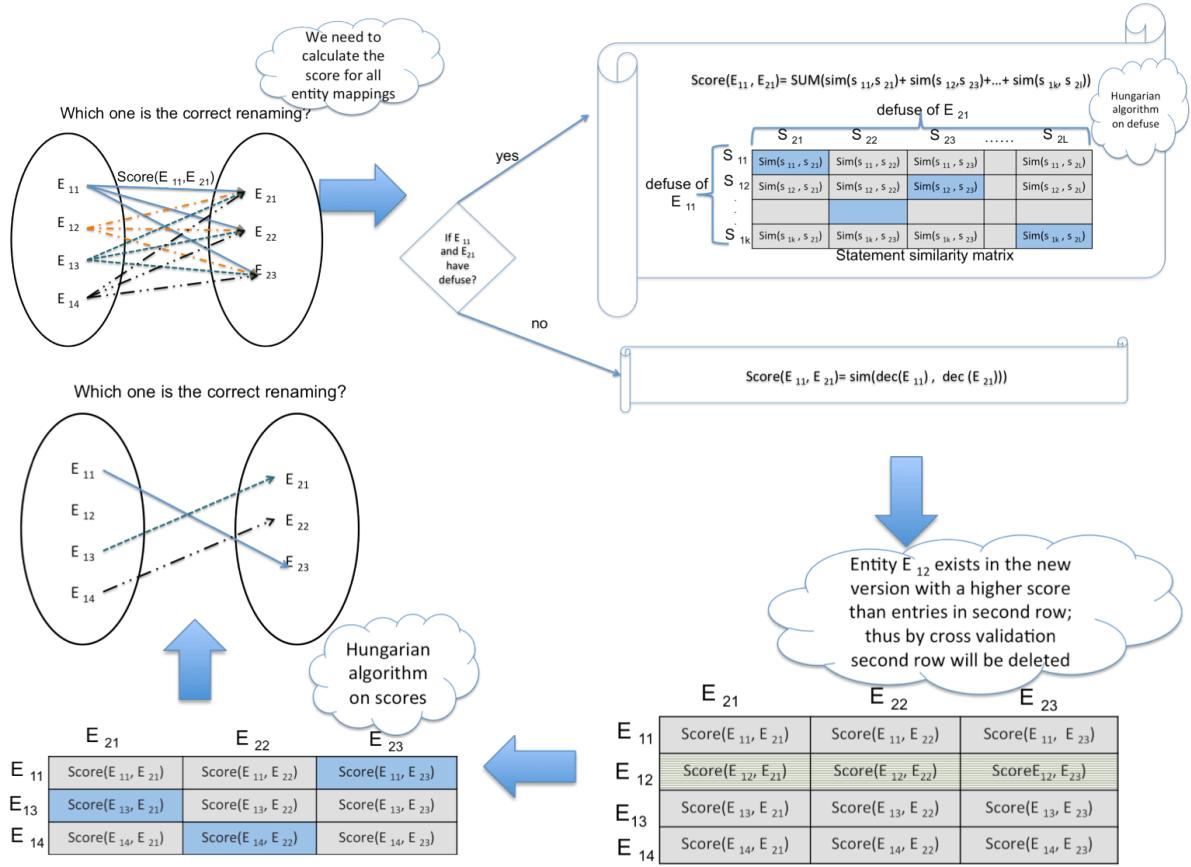 We need to
calculate the
score for all
entity mappings
Which one is the correct renaming?
E 11
E 12
E 13
E 14
Score(E 11,E 21)
E 21
E 22
E 23
If E 11
and E21
have
defuse?
yes
no
Score(E11 , E21)= SUM(sim(s 11,s 21)+ sim(s 12,s 23)+...+ sim(s 1k, s 2l))
Hungarian
algorithm
on defuse
defuse of E 21
S 21 S 22 S 23 ...... S 2L
defuse of
E 11
S 11 Sim(s 11 , s 21) Sim(s 11 , s 22) Sim(s 11 , s 23) Sim(s 11 , s 2L)
S 12 Sim(s 12 , s 21) Sim(s 12 , s 22) Sim(s 12 , s 23) Sim(s 12 , s 2L)
.
.
.
S 1k Sim(s 1k , s 21) Sim(s 1k , s 22) Sim(s 1k , s 23) Sim(s 1k , s 2L)
Statement similarity matrix
Score(E 11, E 21)= sim(dec(E 11) , dec (E 21)))
Which one is the correct renaming?
E 11
E 12
E 13
E 14
E 21
E 22
E 23
Entity E 12 exists in the new
version with a higher score
than entries in second row;
thus by cross validation
second row will be deleted
E 21 E 22 E 23
E 11 Score(E 11, E 21) Score(E 11, E 22) Score(E 11, E 23)
E 12 Score(E 12, E 21) Score(E 12, E 22) ScoreE 12, E 23)
E13 Score(E 13, E 21) Score(E 13, E 22) Score(E 13, E 23)
E 14 Score(E 14, E 21) Score(E 14, E 22) Score(E 14, E 23)
Hungarian
algorithm
on scores
E 21 E 22 E 23
E 11 Score(E 11, E 21) Score(E 11, E 22) Score(E 11, E 23)
E13 Score(E 13, E 21) Score(E 13, E 22) Score(E 13, E 23)
E 14 Score(E 14, E 21) Score(E 14, E 22) Score(E 14, E 23)